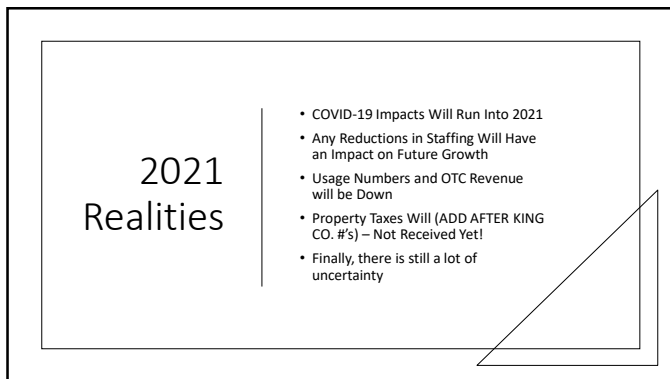 2021
Realities
• COVID-19 Impacts Will Run Into 2021
• Any Reductions in Staffing Will Have
an Impact on Future Growth
• Usage Numbers and OTC Revenue
will be Down
• Property Taxes Will (ADD AFTER KING
CO. #'s) – Not Received Yet!
• Finally, there is still a lot of
uncertainty